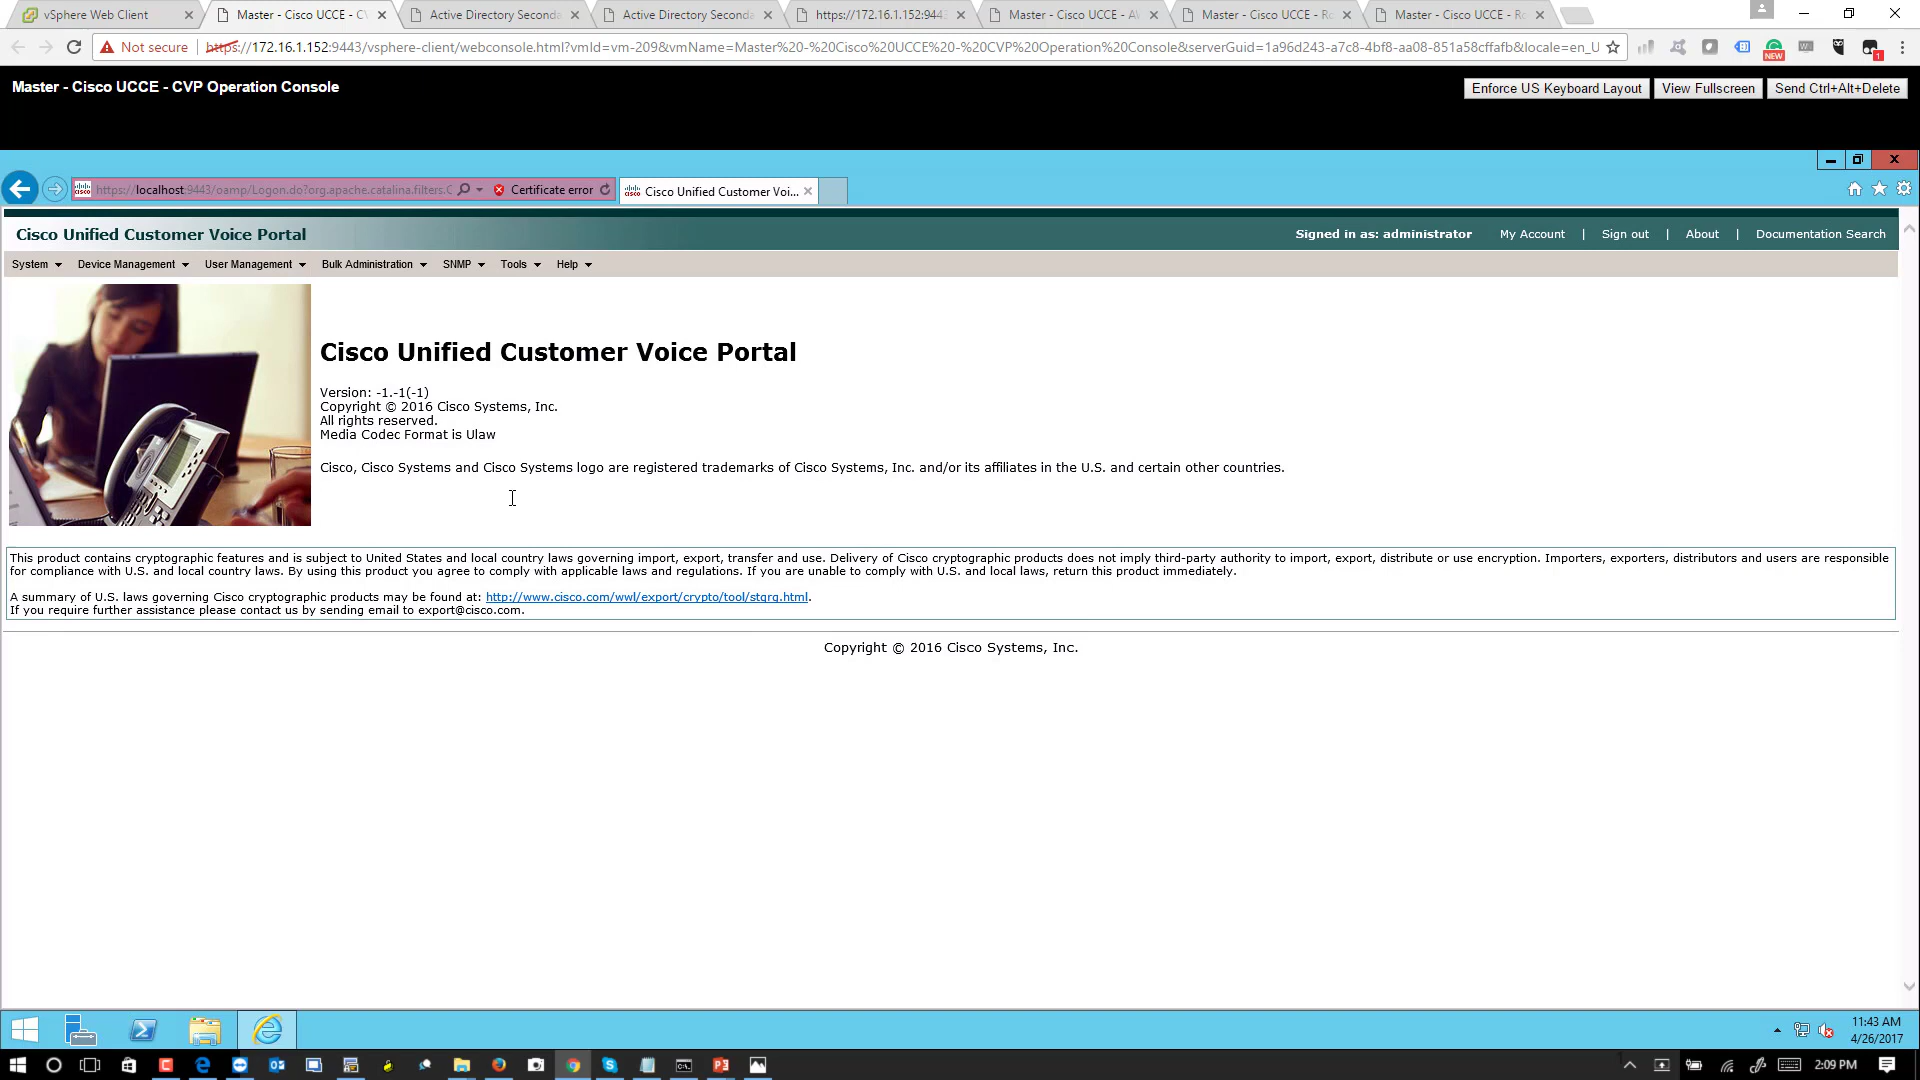 vSphere Web Client
Master - Cisco UCCE - CV
Active Directory Seconda
Active Directory Seconda
https://172.16.1.152:944
Master - Cisco UCCE - A
Master - Cisco UCCE - Ro
Master - Cisco UCCE - Ro
Not secure
https://172.16.1.152:9443/vsphere-client/webconsole.html?vmId=vm-209&vmName=Master%20-%20Cisco%20UCCE%20-%20CVP%20Operation%20Console&serverGuid=1a96d243-a7c8-4bf8-aa08-851a58cffafb&locale=en_U
NEW
1
Master - Cisco UCCE - CVP Operation Console
Enforce US Keyboard Layout
View Fullscreen
Send Ctrl+Alt+Delete
https://localhost:9443/oamp/Logon.do?org.apache.catalina.filters.C
Certificate error
Cisco Unified Customer Voi...
Cisco Unified Customer Voice Portal
Signed in as: administrator
My Account | Sign out | About | Documentation Search
System
Device Management
User Management
Bulk Administration
SNMP
Tools
Help
Cisco Unified Customer Voice Portal
Version: -1.-1(-1)
Copyright © 2016 Cisco Systems, Inc.
All rights reserved.
Media Codec Format is Ulaw
Cisco, Cisco Systems and Cisco Systems logo are registered trademarks of Cisco Systems, Inc. and/or its affiliates in the U.S. and certain other countries.
This product contains cryptographic features and is subject to United States and local country laws governing import, export, transfer and use. Delivery of Cisco cryptographic products does not imply third-party authority to import, export, distribute or use encryption. Importers, exporters, distributors and users are responsible
for compliance with U.S. and local country laws. By using this product you agree to comply with applicable laws and regulations. If you are unable to comply with U.S. and local laws, return this product immediately.
A summary of U.S. laws governing Cisco cryptographic products may be found at: http://www.cisco.com/wwl/export/crypto/tool/stqrg.html.
If you require further assistance please contact us by sending email to export@cisco.com.
Copyright © 2016 Cisco Systems, Inc.
11:43 AM
4/26/2017
2:09 PM